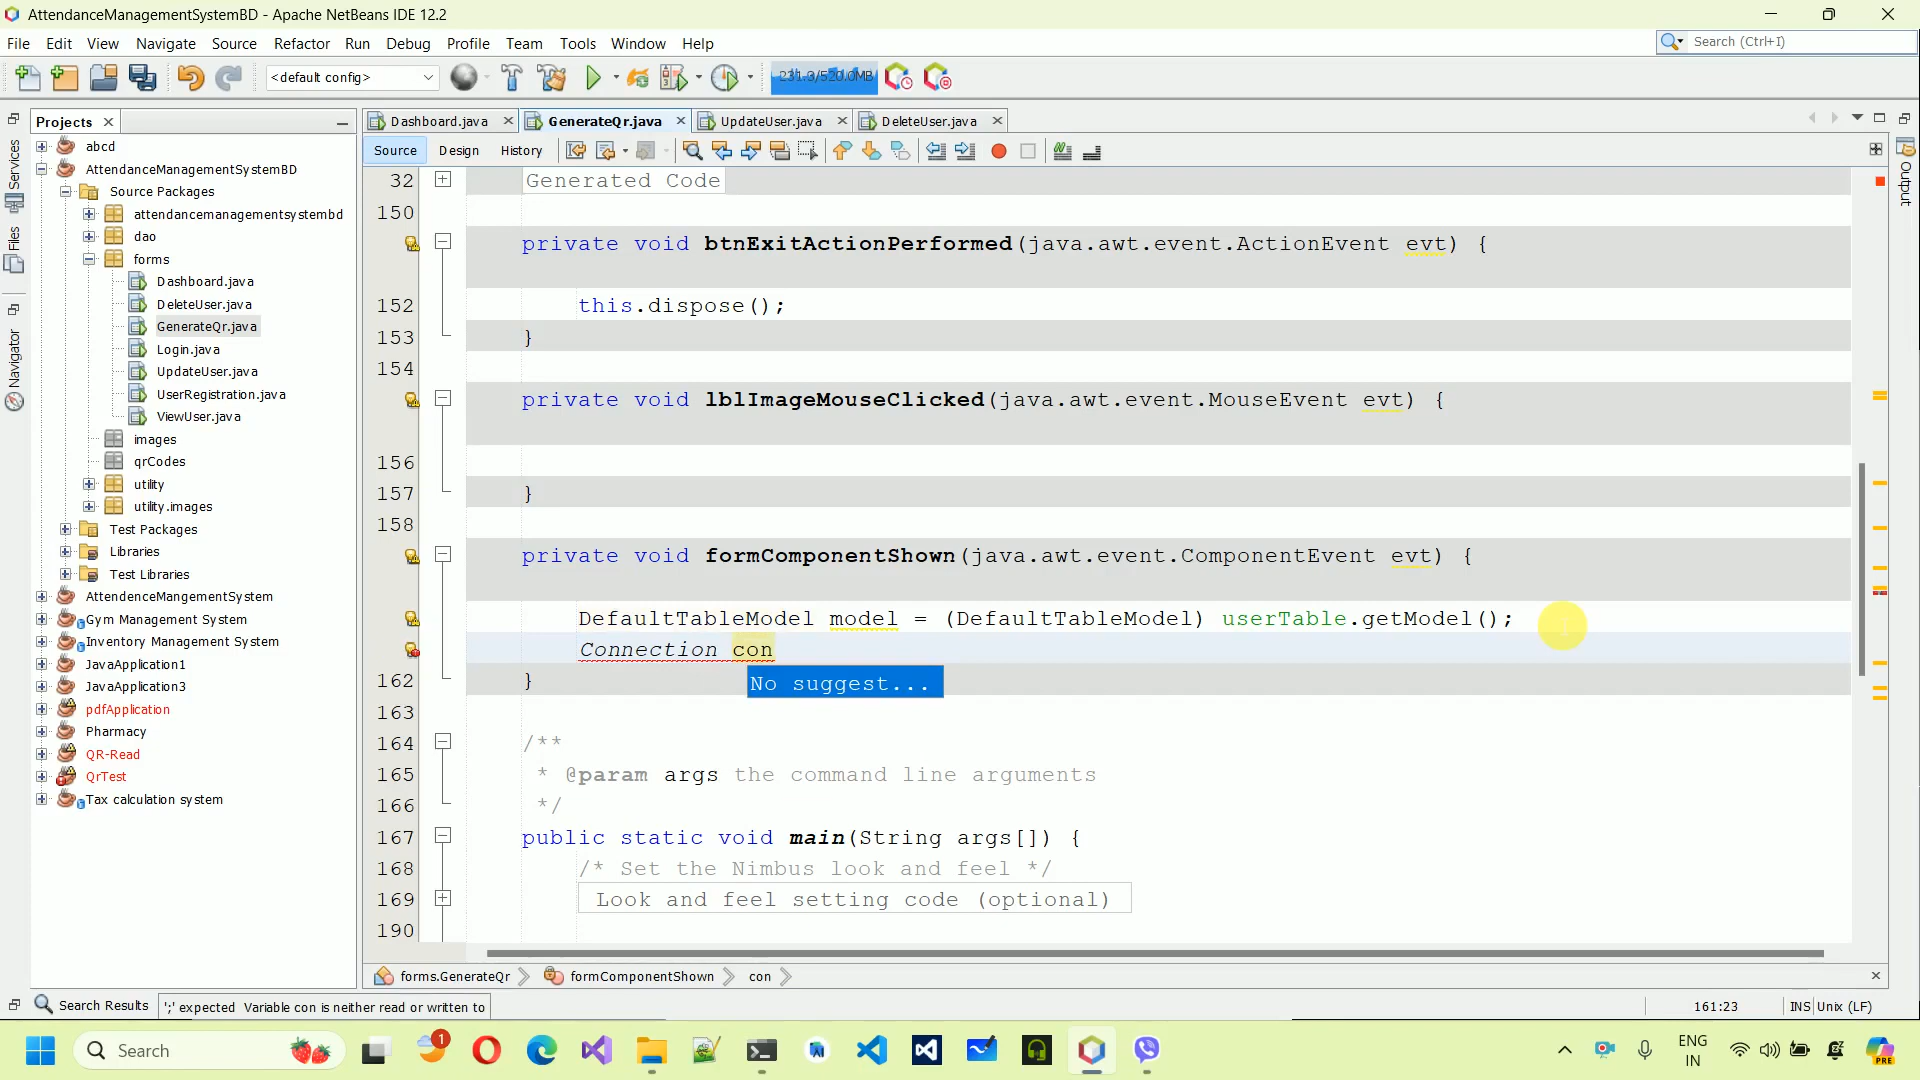 AttendanceManagementSystemBD - Apache NetBeans IDE 12.2
File Edit View Navigate Source Refactor Run Debug Profile Team Tools Window Help
Search (Ctrl+I)
<default config>
231.3/520.0MB
Projects
Dashboard.java GenerateQr.java UpdateUser.java DeleteUser.java
Source Design History
Services
Files
Navigator
Output
abcd
AttendanceManagementSystemBD
Source Packages
attendancemanagementsystembd
dao
forms
Dashboard.java
DeleteUser.java
GenerateQr.java
Login.java
UpdateUser.java
UserRegistration.java
ViewUser.java
images
qrCodes
utility
utility.images
Test Packages
Libraries
Test Libraries
AttendenceMangementSystem
Gym Management System
Inventory Management System
JavaApplication1
JavaApplication3
pdfApplication
Pharmacy
QR-Read
QrTest
Tax calculation system
32 Generated Code
150
private void btnExitActionPerformed(java.awt.event.ActionEvent evt) {
152 this.dispose();
153 }
154
private void lblImageMouseClicked(java.awt.event.MouseEvent evt) {
156
157 }
158
private void formComponentShown(java.awt.event.ComponentEvent evt) {
DefaultTableModel model = (DefaultTableModel) userTable.getModel();
Connection con
162 }
No suggest...
163
164 /**
165 * @param args the command line arguments
166 */
167 public static void main(String args[]) {
168 /* Set the Nimbus look and feel */
169 Look and feel setting code (optional)
190
forms.GenerateQr formComponentShown con
Search Results ';' expected Variable con is neither read or written to
161:23 INS Unix (LF)
Search
1
ENG
IN
PRE